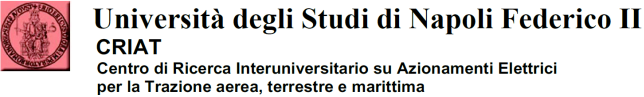 Università degli Studi di Napoli Federico II
CRIAT
Centro di Ricerca Interuniversitario su Azionamenti Elettrici
per la Trazione aerea, terrestre e marittima